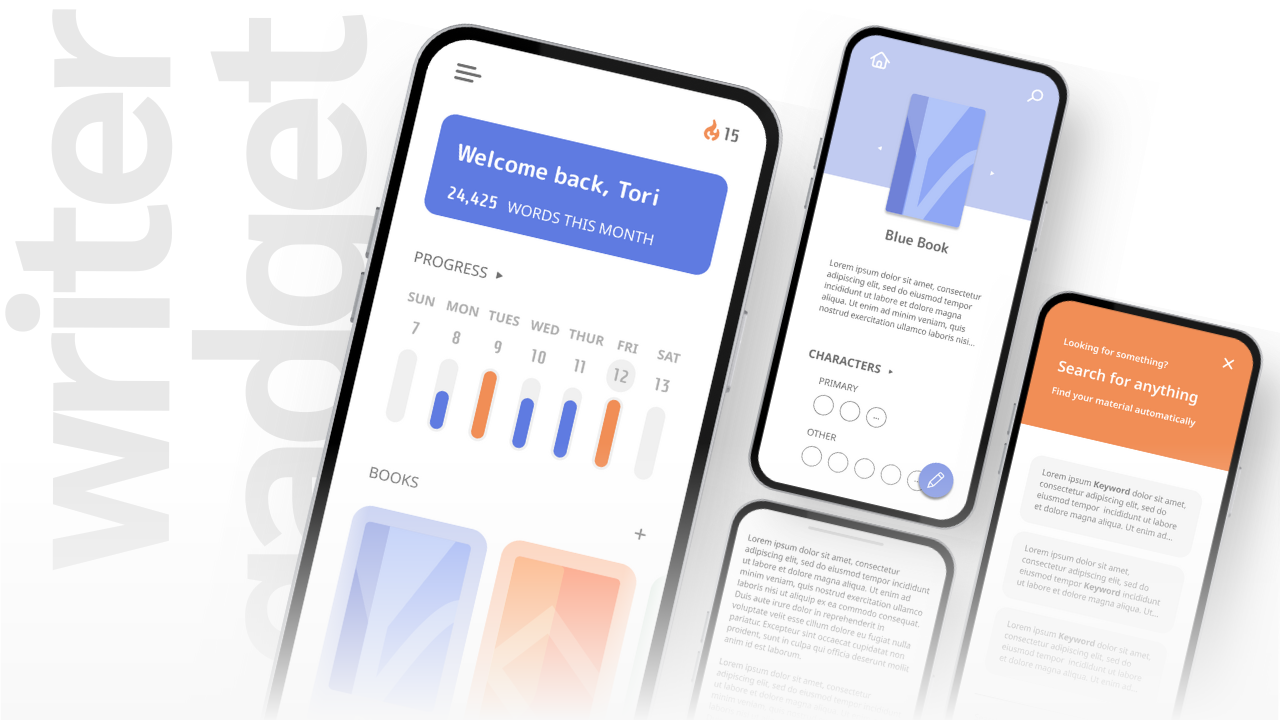 writer
gadget
15
Welcome back, Tori
24,425 WORDS THIS MONTH
PROGRESS
SUN MON TUES WED THUR FRI SAT
7 8 9 10 11 12 13
BOOKS
+
Blue Book
Lorem ipsum dolor sit amet, consectetur
adipiscing elit, sed do eiusmod tempor
incididunt ut labore et dolore magna
aliqua. Ut enim ad minim veniam, quis
nostrud exercitation ullamco laboris nisi...
CHARACTERS
PRIMARY
...
OTHER
Lorem ipsum dolor sit amet, consectetur
adipiscing elit, sed do eiusmod tempor incididunt
ut labore et dolore magna aliqua. Ut enim ad
minim veniam, quis nostrud exercitation ullamco
laboris nisi ut aliquip ex ea commodo consequat.
Duis aute irure dolor in reprehenderit in
voluptate velit esse cillum dolore eu fugiat nulla
pariatur. Excepteur sint occaecat cupidatat non
proident, sunt in culpa qui officia deserunt mollit
anim id est laborum.
Lorem ipsum dolor sit amet, consectetur
adipiscing elit, sed do eiusmod tempor incididunt
ut labore et dolore magna aliqua. Ut enim ad
Looking for something?
Search for anything
Find your material automatically
Lorem ipsum Keyword dolor sit amet,
consectetur adipiscing elit, sed do
eiusmod tempor incididunt ut labore
et dolore magna aliqua. Ut enim ad...
Lorem ipsum dolor sit amet,
consectetur adipiscing elit, sed do
eiusmod tempor Keyword incididunt
ut labore et dolore magna aliqua. Ut...
Lorem ipsum Keyword dolor sit amet,
consectetur adipiscing elit, sed do
eiusmod tempor incididunt ut labore
et dolore magna aliqua. Ut enim ad...